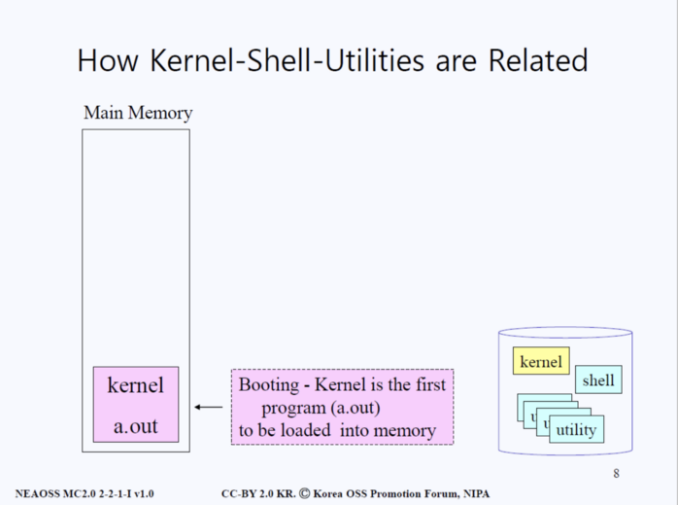 How Kernel-Shell-Utilities are Related
Main Memory
kernel
a.out
Booting - Kernel is the first
program (a.out)
to be loaded into memory
kernel
shell
utility
8
NEAOSS MC2.0 2-2-1-I v1.0
CC-BY 2.0 KR. Ⓒ Korea OSS Promotion Forum, NIPA